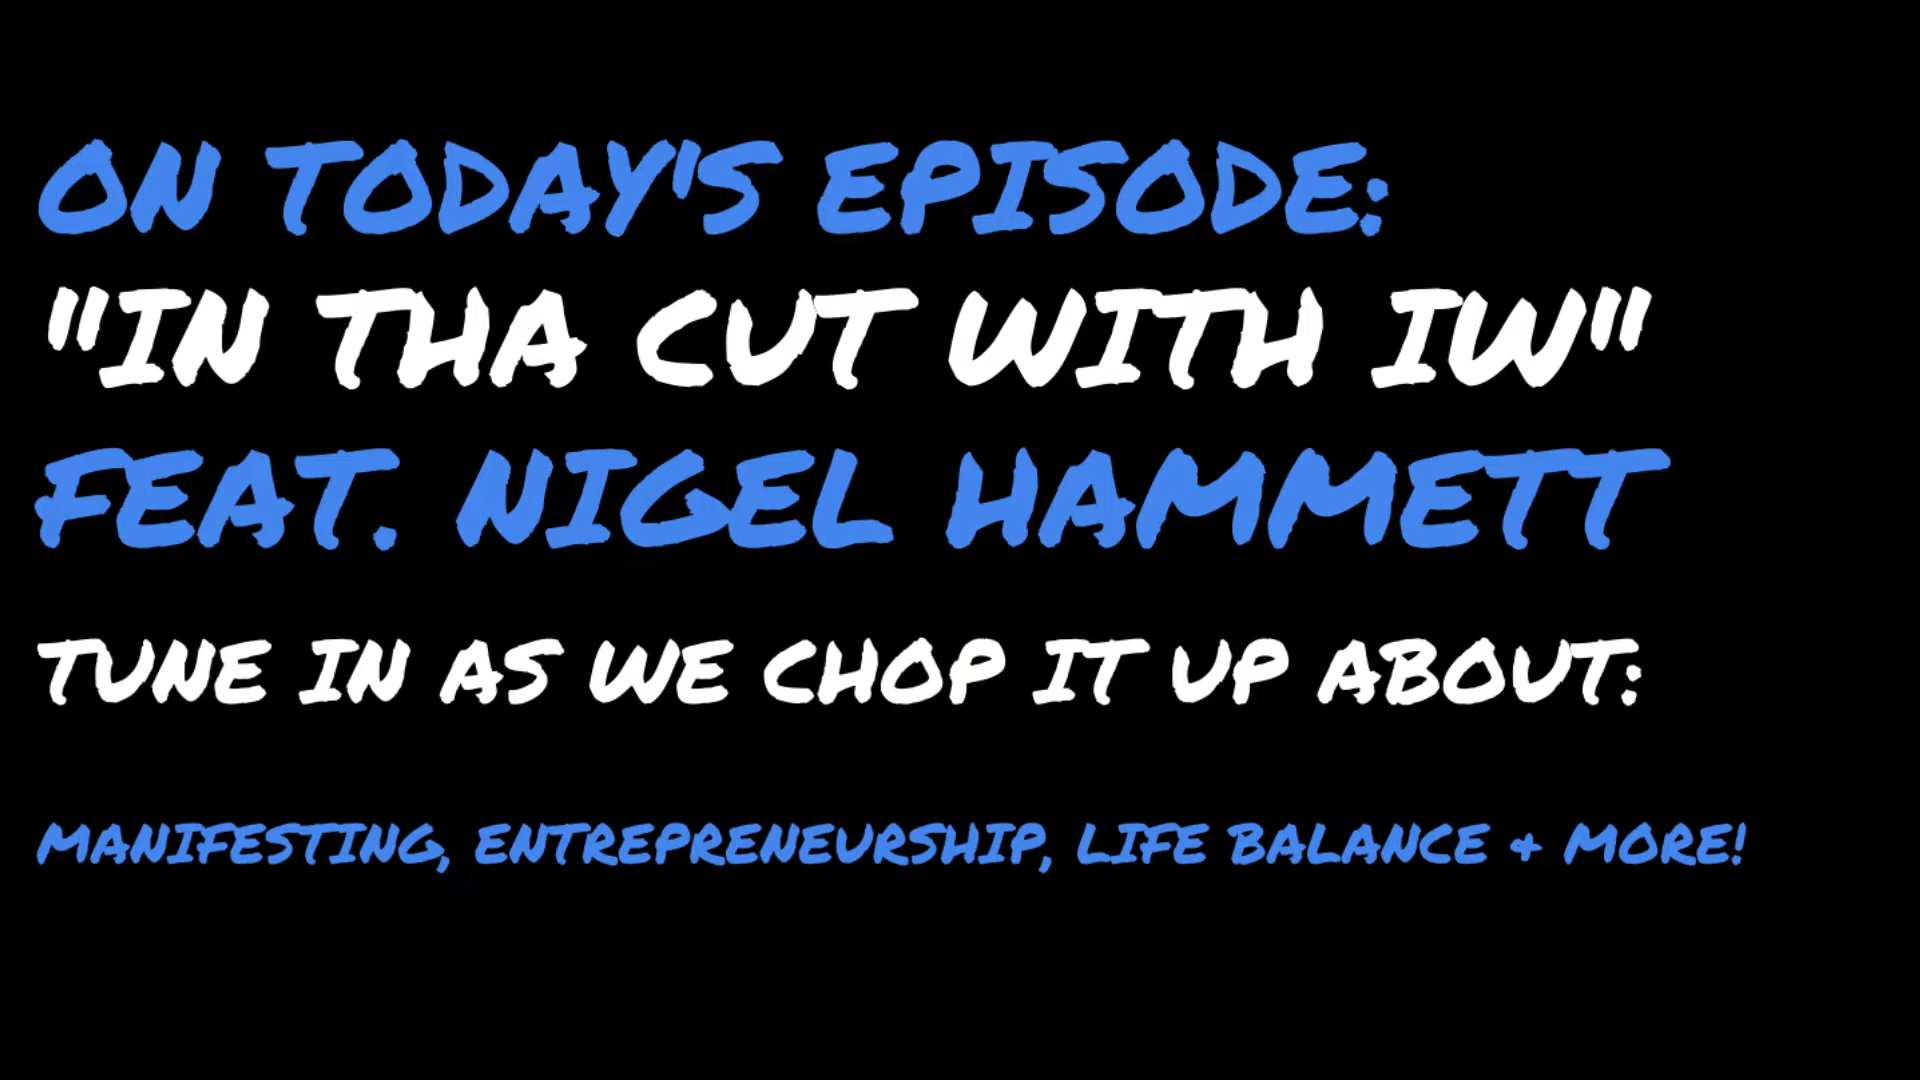 ON TODAY'S EPISODE:
"IN THA CUT WITH IW"
FEAT. NIGEL HAMMETT
TUNE IN AS WE CHOP IT UP ABOUT:
MANIFESTING, ENTREPRENEURSHIP, LIFE BALANCE & MORE!